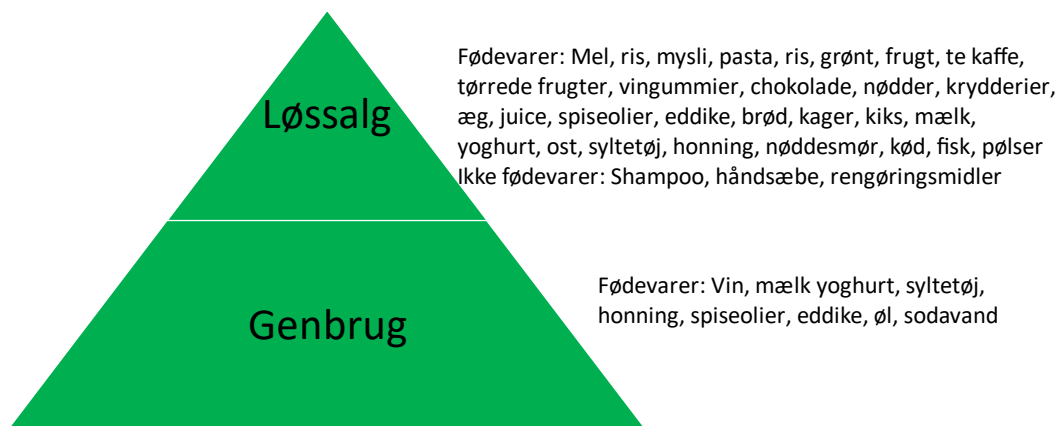 Løssalg
Fødevarer: Mel, ris, mysli, pasta, ris, grønt, frugt, te kaffe,
tørrede frugter, vingummier, chokolade, nødder, krydderier,
æg, juice, spiseolier, eddike, brød, kager, kiks, mælk,
yoghurt, ost, syltetøj, honning, nøddesmør, kød, fisk, pølser
Ikke fødevarer: Shampoo, håndsæbe, rengøringsmidler
Genbrug
Fødevarer: Vin, mælk yoghurt, syltetøj,
honning, spiseolier, eddike, øl, sodavand